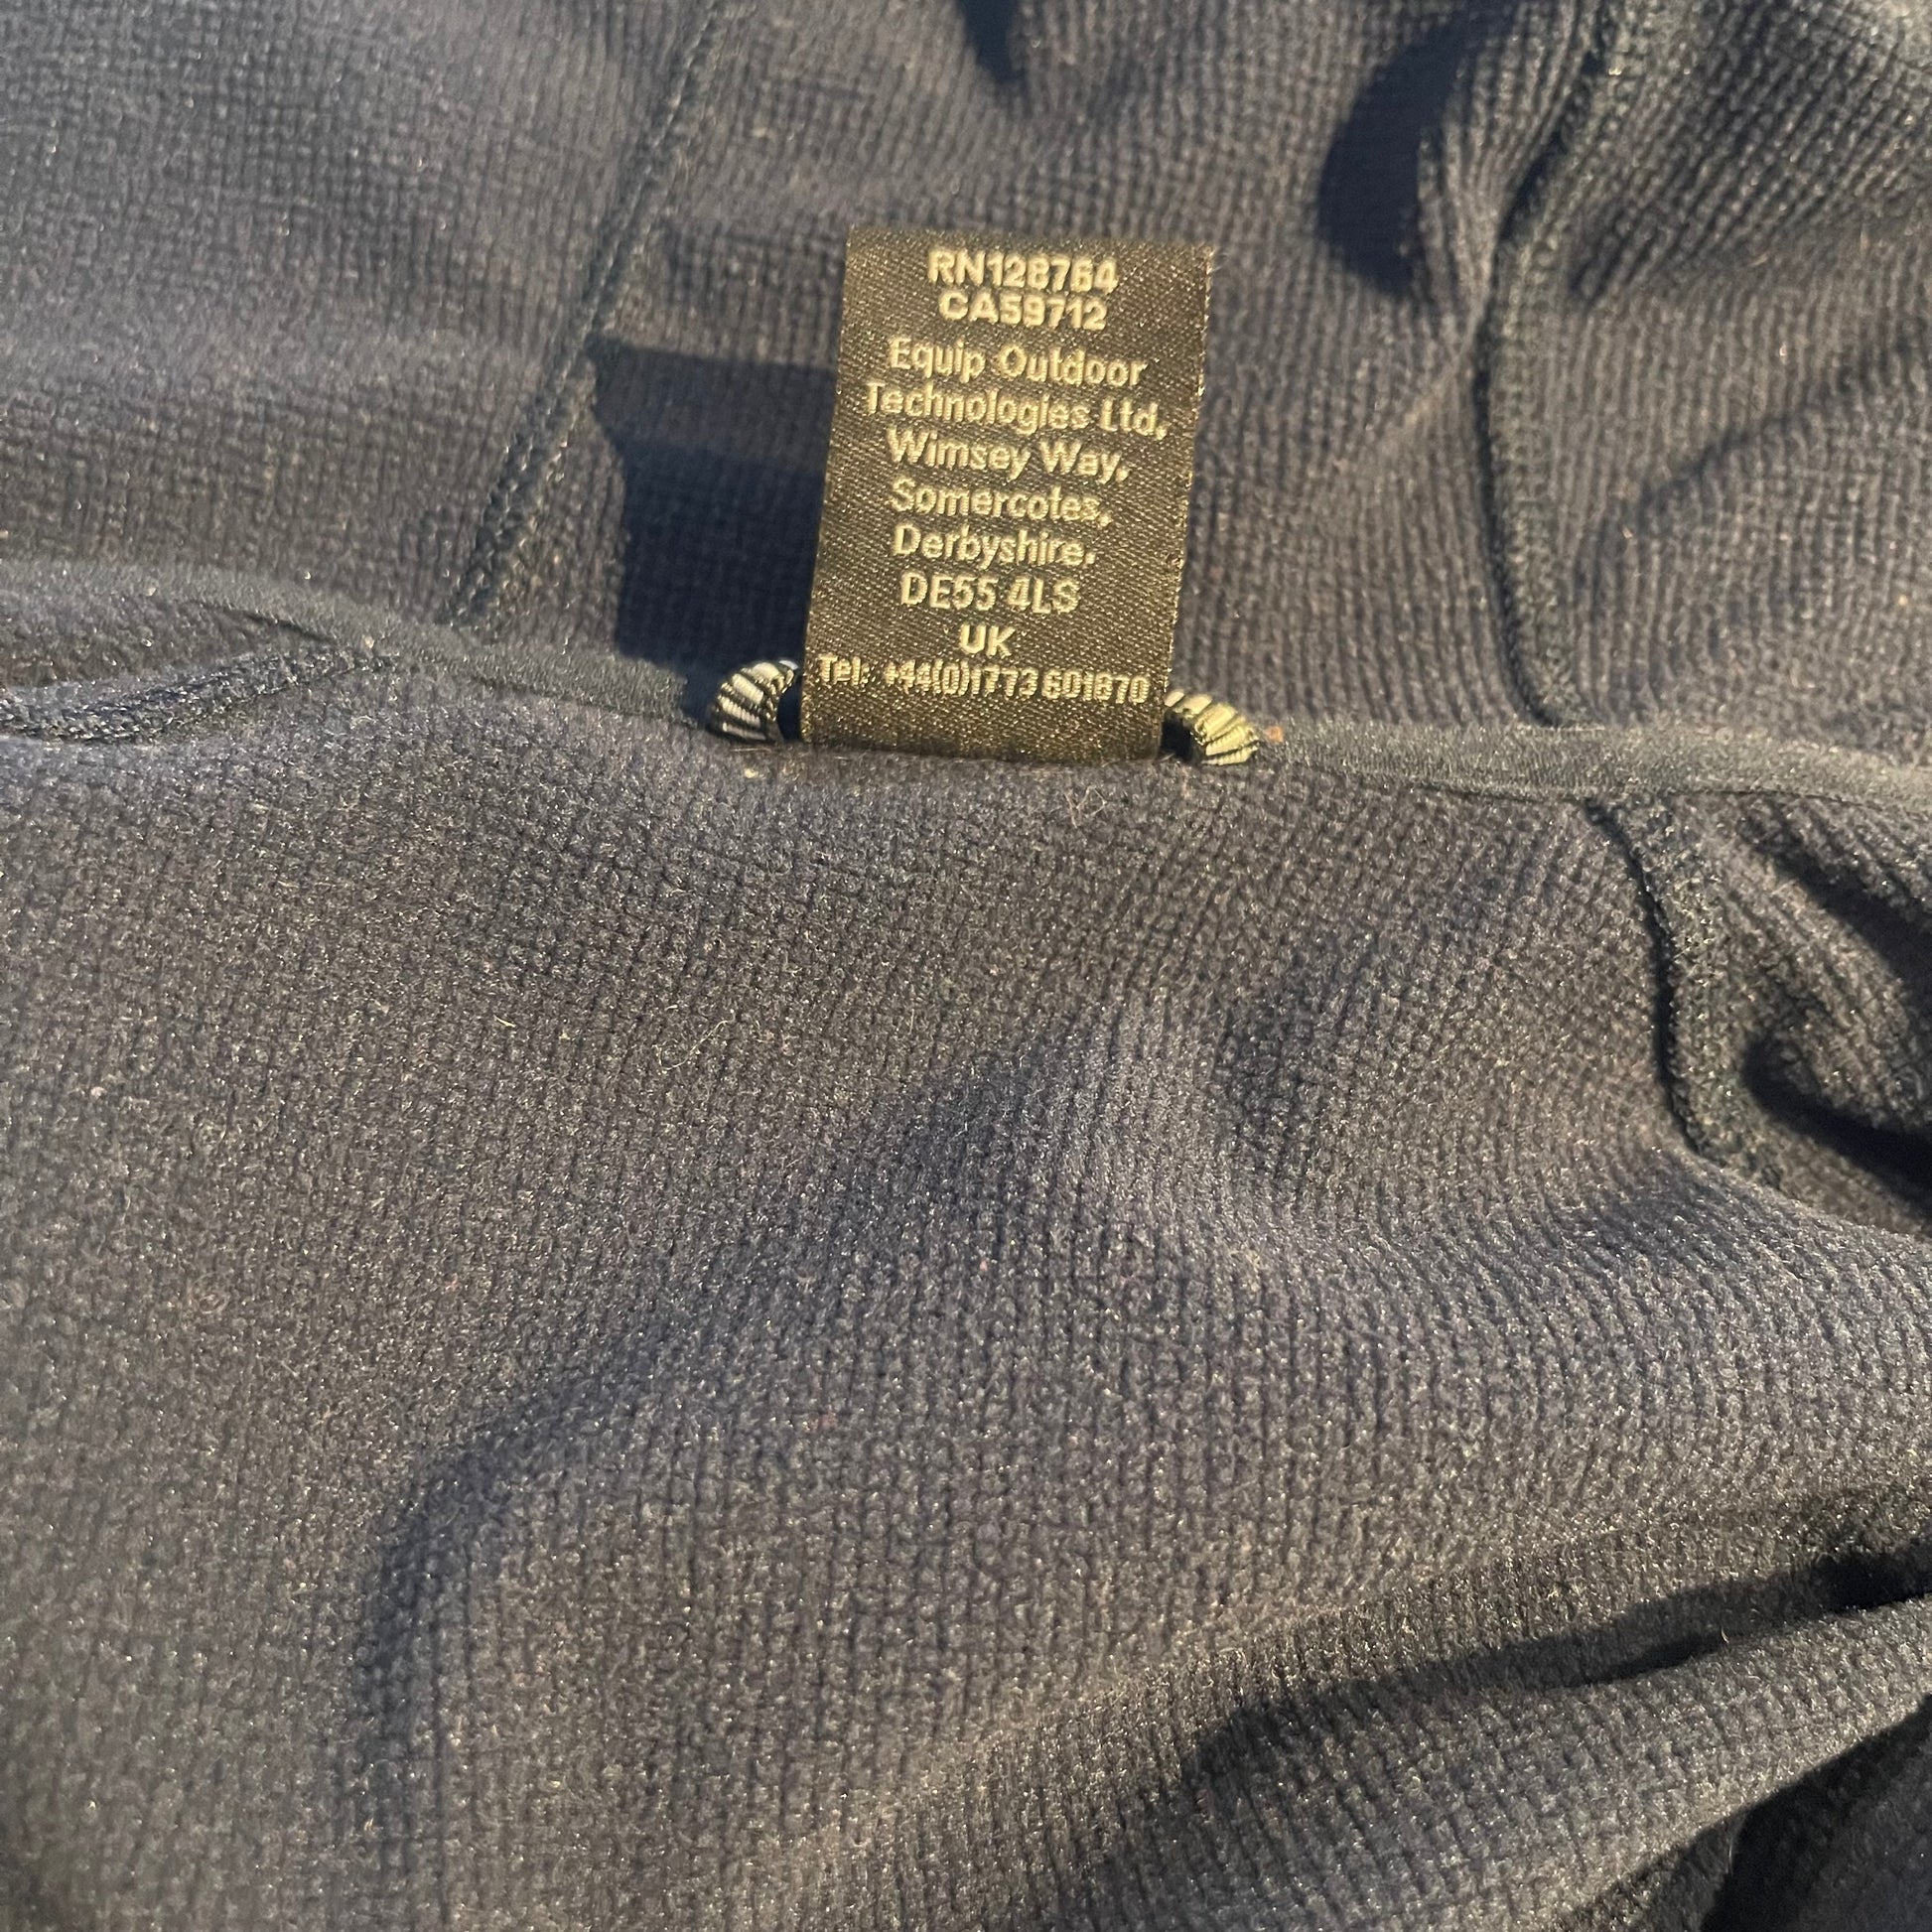 RN128764
CA59712
Equip Outdoor
Technologies Ltd,
Wimsey Way,
Somercotes,
Derbyshire.
DE55 4LS
UK
Tel: +44(0)1773 601870